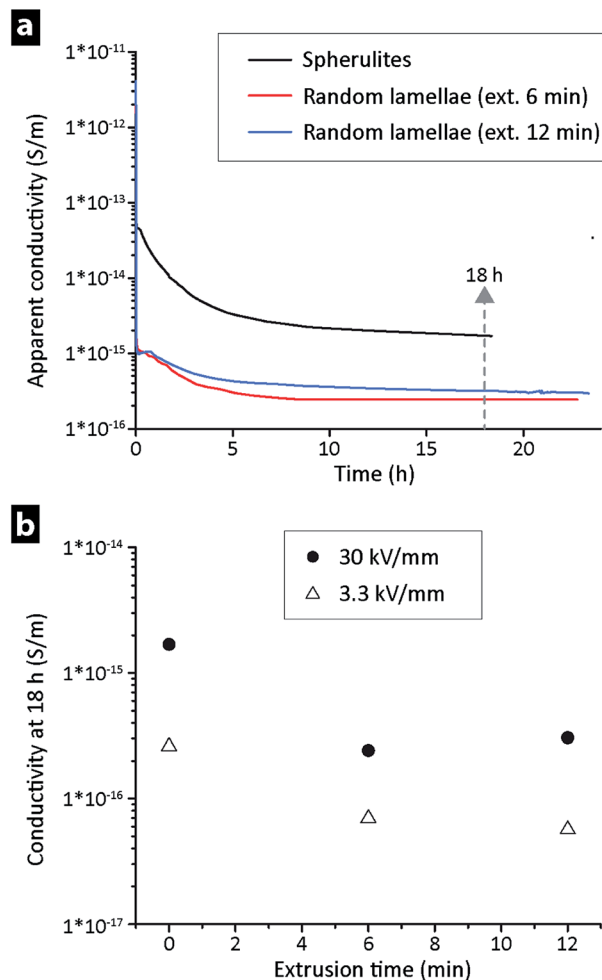 a
Spherulites
Random lamellae (ext. 6 min)
Random lamellae (ext. 12 min)
Apparent conductivity (S/m)
1*10-11
1*10-12
1*10-13
1*10-14
1*10-15
1*10-16
18 h
0 5 10 15 20
Time (h)
b
30 kV/mm
3.3 kV/mm
Conductivity at 18 h (S/m)
1*10-14
1*10-15
1*10-16
1*10-17
0 2 4 6 8 10 12
Extrusion time (min)